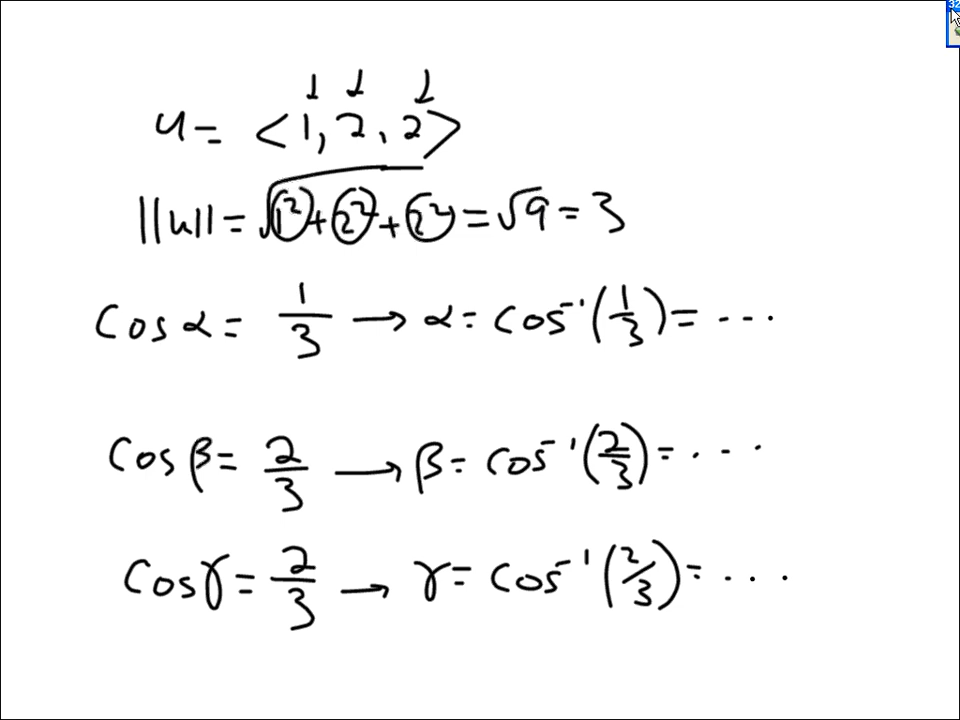 u = <1, 2, 2>
||u|| = √1² + 2² + 2² = √9 = 3
Cos α = 1/3 → α = cos⁻¹(1/3) = ...
Cos β = 2/3 → β = cos⁻¹(2/3) = ...
Cos γ = 2/3 → γ = cos⁻¹(2/3) = ...